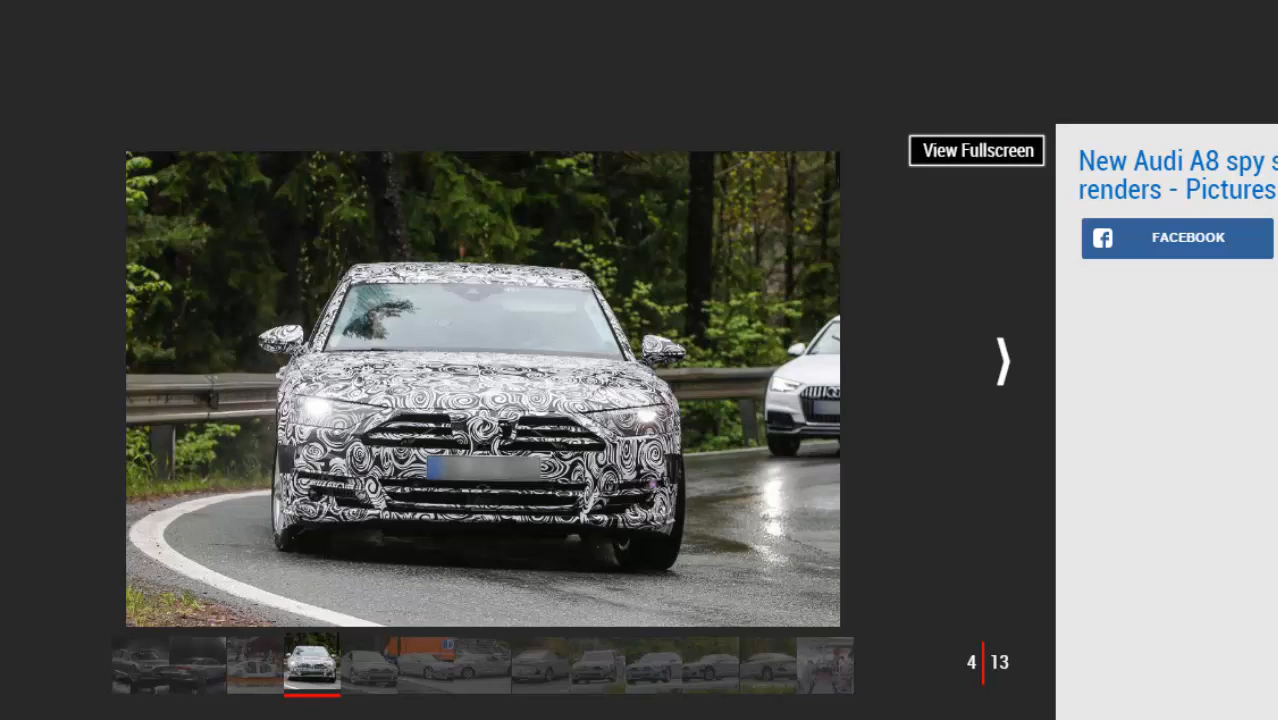 View Fullscreen
New Audi A8 spy s
renders - Pictures
FACEBOOK
4 13